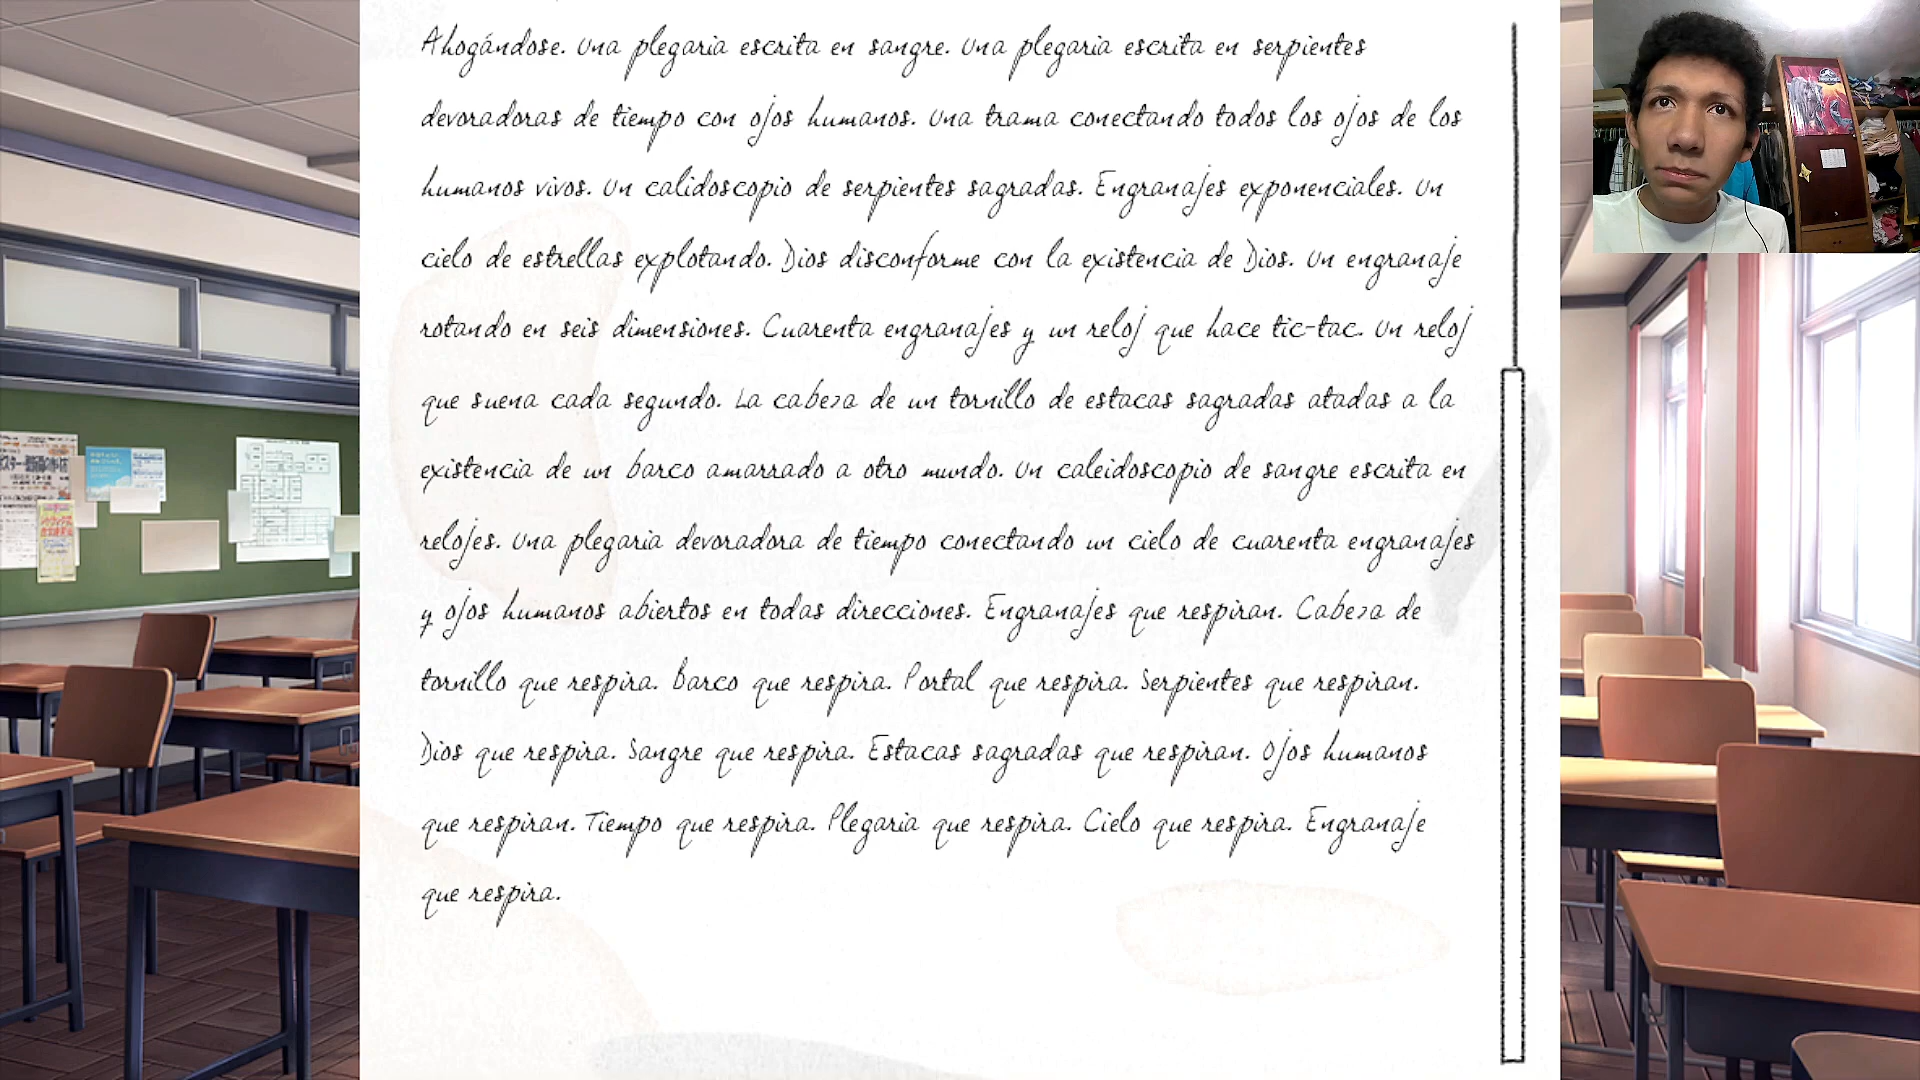 Ahogándose. Una plegaria escrita en sangre. Una plegaria escrita en serpientes
devoradoras de tiempo con ojos humanos. Una trama conectando todos los ojos de los
humanos vivos. Un calidoscopio de serpientes sagradas. Engranajes exponenciales. Un
cielo de estrellas explotando. Dios disconforme con la existencia de Dios. Un engranaje
rotando en seis dimensiones. Cuarenta engranajes y un reloj que hace tic-tac. Un reloj
que suena cada segundo. La cabeza de un tornillo de estacas sagradas atadas a la
existencia de un barco amarrado a otro mundo. Un caleidoscopio de sangre escrita en
relojes. Una plegaria devoradora de tiempo conectando un cielo de cuarenta engranajes
y ojos humanos abiertos en todas direcciones. Engranajes que respiran. Cabeza de
tornillo que respira. Barco que respira. Portal que respira. Serpientes que respiran.
Dios que respira. Sangre que respira. Estacas sagradas que respiran. Ojos humanos
que respiran. Tiempo que respira. Plegaria que respira. Cielo que respira. Engranaje
que respira.